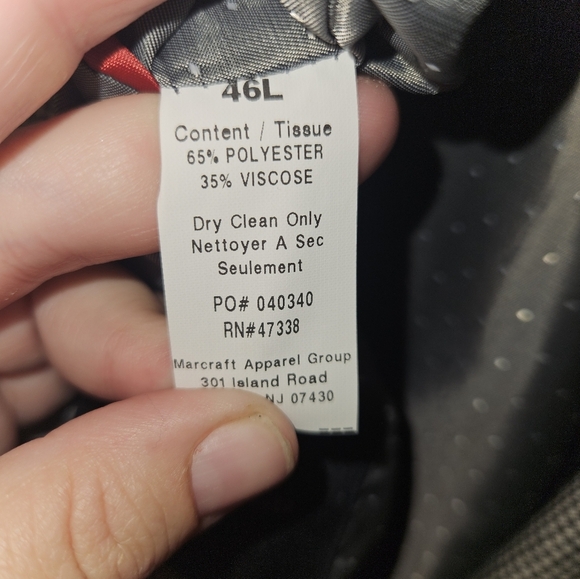 46L
Content / Tissue
65% POLYESTER
35% VISCOSE
Dry Clean Only
Nettoyer A Sec
Seulement
PO# 040340
RN#47338
Marcraft Apparel Group
301 Island Road
NJ 07430